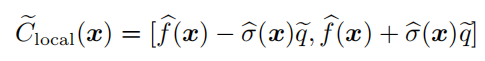 C̃_local(𝒙) = [f̂(𝒙) − σ̂(𝒙)q̃, f̂(𝒙) + σ̂(𝒙)q̃]